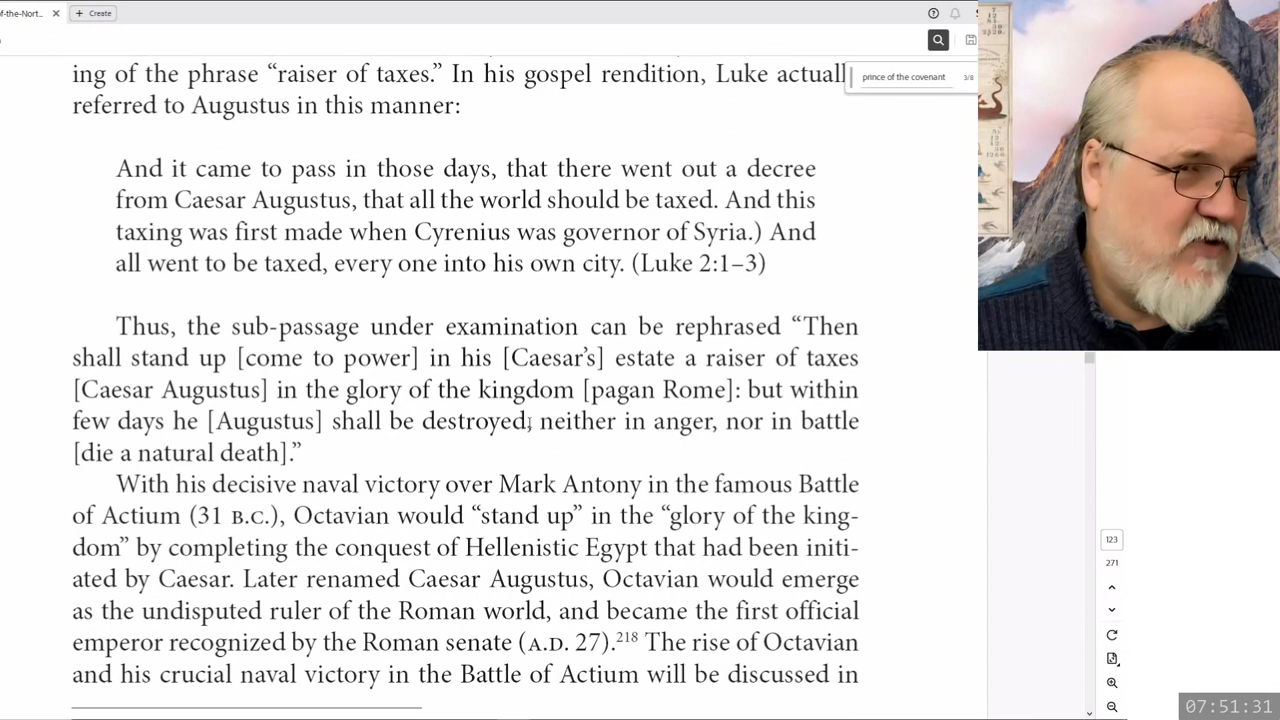 f-the-Nort...
Create
ing of the phrase “raiser of taxes.” In his gospel rendition, Luke actuall
referred to Augustus in this manner:
prince of the covenant 3/8
And it came to pass in those days, that there went out a decree
from Caesar Augustus, that all the world should be taxed. And this
taxing was first made when Cyrenius was governor of Syria.) And
all went to be taxed, every one into his own city. (Luke 2:1–3)
Thus, the sub-passage under examination can be rephrased “Then
shall stand up [come to power] in his [Caesar’s] estate a raiser of taxes
[Caesar Augustus] in the glory of the kingdom [pagan Rome]: but within
few days he [Augustus] shall be destroyed, neither in anger, nor in battle
[die a natural death].”
With his decisive naval victory over Mark Antony in the famous Battle
of Actium (31 B.C.), Octavian would “stand up” in the “glory of the king-
dom” by completing the conquest of Hellenistic Egypt that had been initi-
ated by Caesar. Later renamed Caesar Augustus, Octavian would emerge
as the undisputed ruler of the Roman world, and became the first official
emperor recognized by the Roman senate (A.D. 27).218 The rise of Octavian
and his crucial naval victory in the Battle of Actium will be discussed in
123
271
07:51:31